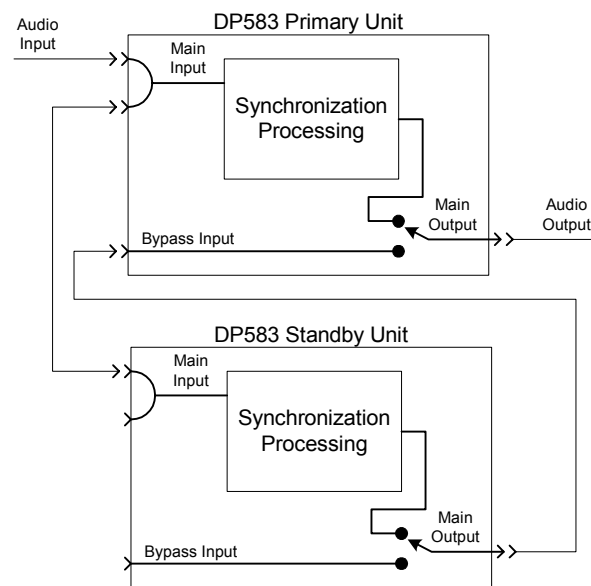 Audio
Input
DP583 Primary Unit
Main
Input
Synchronization
Processing
Main
Output
Audio
Output
Bypass Input
DP583 Standby Unit
Main
Input
Synchronization
Processing
Main
Output
Bypass Input